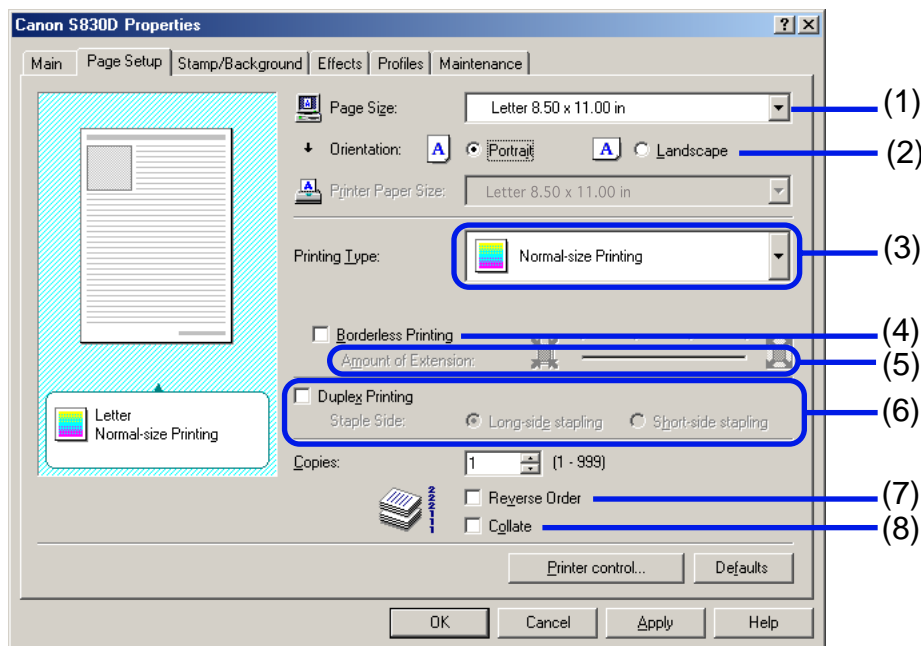 Canon S830D Properties
Main Page Setup Stamp/Background Effects Profiles Maintenance
Page Size: Letter 8.50 x 11.00 in (1)
Orientation: A Portrait A Landscape (2)
Printer Paper Size: Letter 8.50 x 11.00 in
Printing Type: Normal-size Printing (3)
Borderless Printing (4)
Amount of Extension: (5)
Duplex Printing (6)
Staple Side: Long-side stapling Short-side stapling
Letter
Normal-size Printing
Copies: 1 (1 - 999)
222111
Reverse Order (7)
Collate (8)
Printer control... Defaults
OK Cancel Apply Help